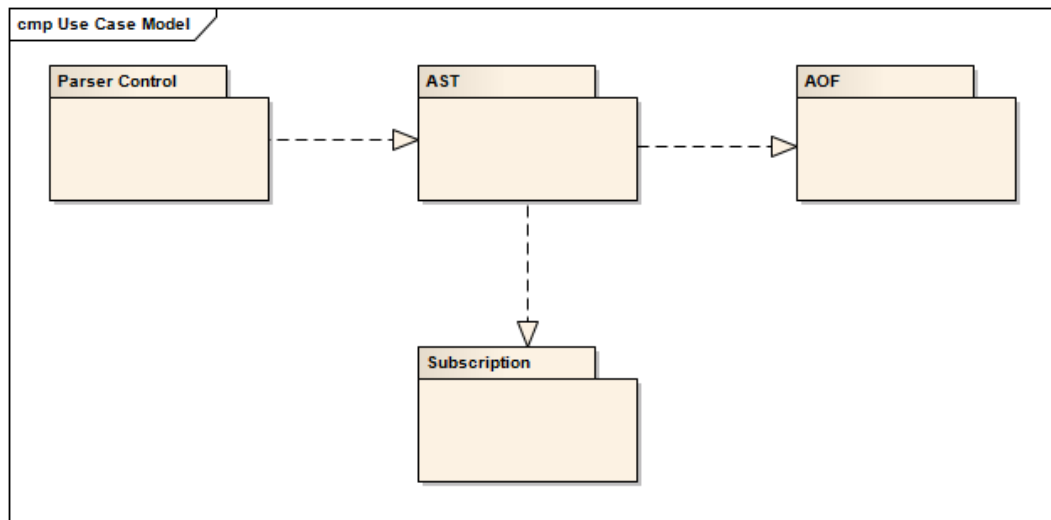 cmp Use Case Model
Parser Control
AST
AOF
Subscription